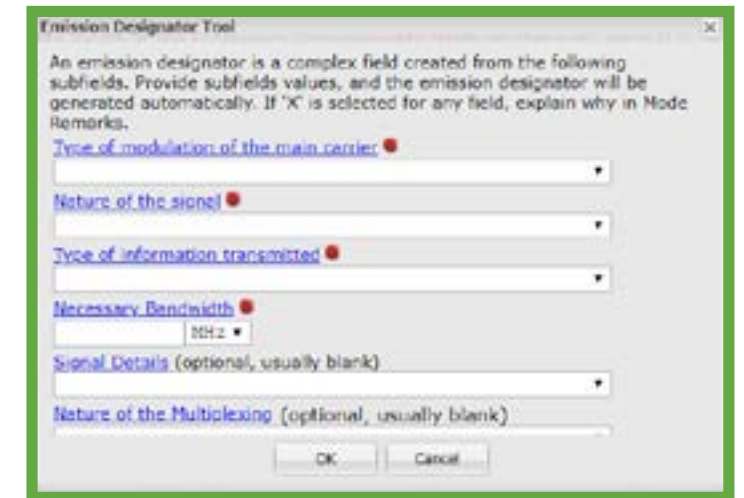 Emission Designator Tool
An emission designator is a complex field created from the following
subfields. Provide subfields values, and the emission designator will be
generated automatically. If 'X' is selected for any field, explain why in Mode
Remarks.
Type of modulation of the main carrier
Nature of the signal
Type of information transmitted
Necessary Bandwidth
MHz
Signal Details (optional, usually blank)
Nature of the Multiplexing (optional, usually blank)
OK Cancel